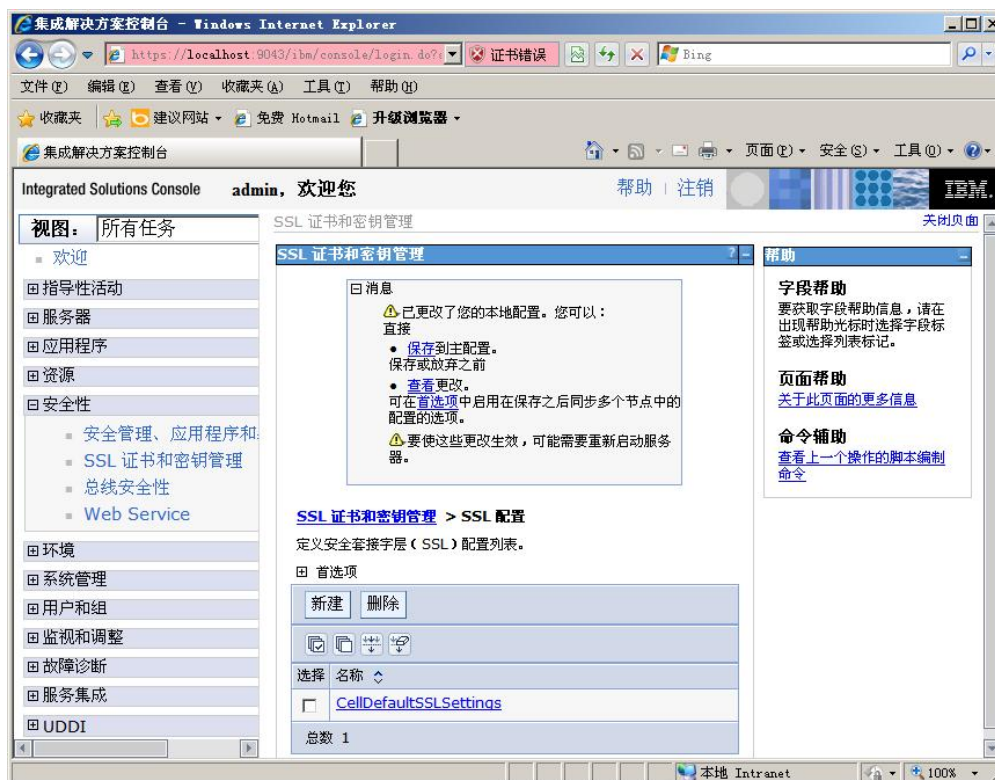 集成解决方案控制台 - Windows Internet Explorer
https://localhost:9043/ibm/console/login.do?
证书错误
Bing
文件(F) 编辑(E) 查看(V) 收藏夹(A) 工具(T) 帮助(H)
收藏夹 建议网站 免费 Hotmail 升级浏览器
集成解决方案控制台
页面(P) 安全(S) 工具(O)
Integrated Solutions Console admin，欢迎您 帮助 注销 IBM.
视图： 所有任务
欢迎
指导性活动
服务器
应用程序
资源
安全性
安全管理、应用程序和
SSL 证书和密钥管理
总线安全性
Web Service
环境
系统管理
用户和组
监视和调整
故障诊断
服务集成
UDDI
SSL 证书和密钥管理
关闭页面
SSL 证书和密钥管理 ? -
消息
已更改了您的本地配置。您可以：
直接
• 保存到主配置。
保存或放弃之前
• 查看更改。
可在首选项中启用在保存之后同步多个节点中的
配置的选项。
要使这些更改生效，可能需要重新启动服务
器。
SSL 证书和密钥管理 > SSL 配置
定义安全套接字层（SSL）配置列表。
首选项
新建 删除
选择 名称
CellDefaultSSLSettings
总数 1
帮助 -
字段帮助
要获取字段帮助信息，请在
出现帮助光标时选择字段标
签或选择列表标记。
页面帮助
关于此页面的更多信息
命令辅助
查看上一个操作的脚本编制
命令
本地 Intranet
100%